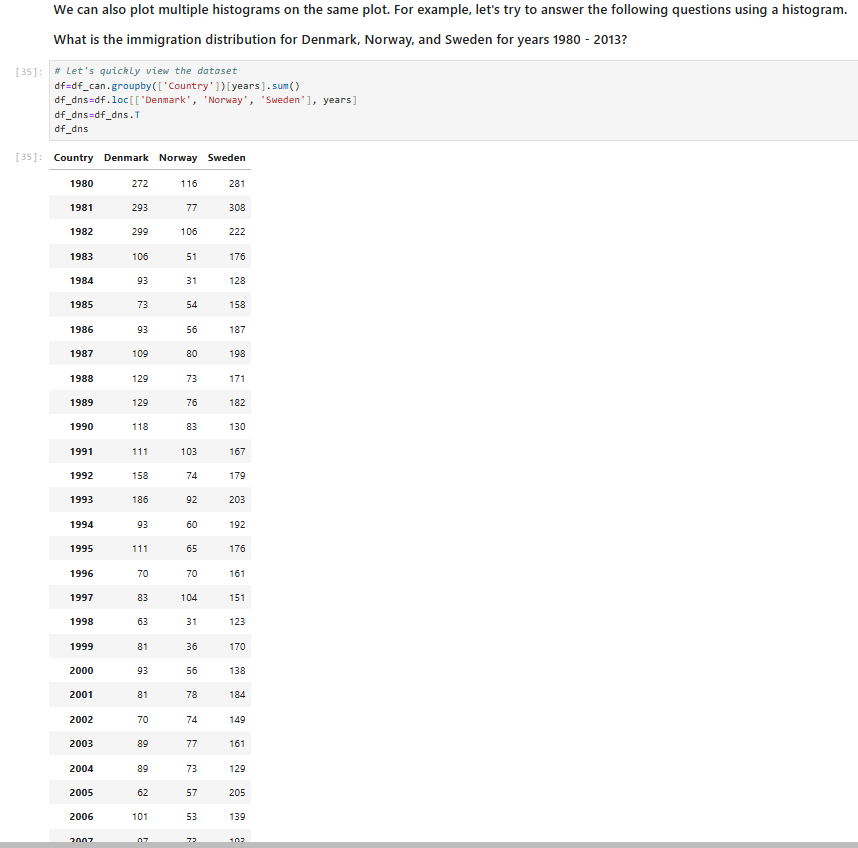 We can also plot multiple histograms on the same plot. For example, let's try to answer the following questions using a histogram.
What is the immigration distribution for Denmark, Norway, and Sweden for years 1980 - 2013?
[35]: # let's quickly view the dataset
df=df_can.groupby(['Country'])[years].sum()
df_dns=df.loc[['Denmark', 'Norway', 'Sweden'], years]
df_dns=df_dns.T
df_dns
[35]: Country Denmark Norway Sweden
1980 272 116 281
1981 293 77 308
1982 299 106 222
1983 106 51 176
1984 93 31 128
1985 73 54 158
1986 93 56 187
1987 109 80 198
1988 129 73 171
1989 129 76 182
1990 118 83 130
1991 111 103 167
1992 158 74 179
1993 186 92 203
1994 93 60 192
1995 111 65 176
1996 70 70 161
1997 83 104 151
1998 63 31 123
1999 81 36 170
2000 93 56 138
2001 81 78 184
2002 70 74 149
2003 89 77 161
2004 89 73 129
2005 62 57 205
2006 101 53 139
2007 97 73 193